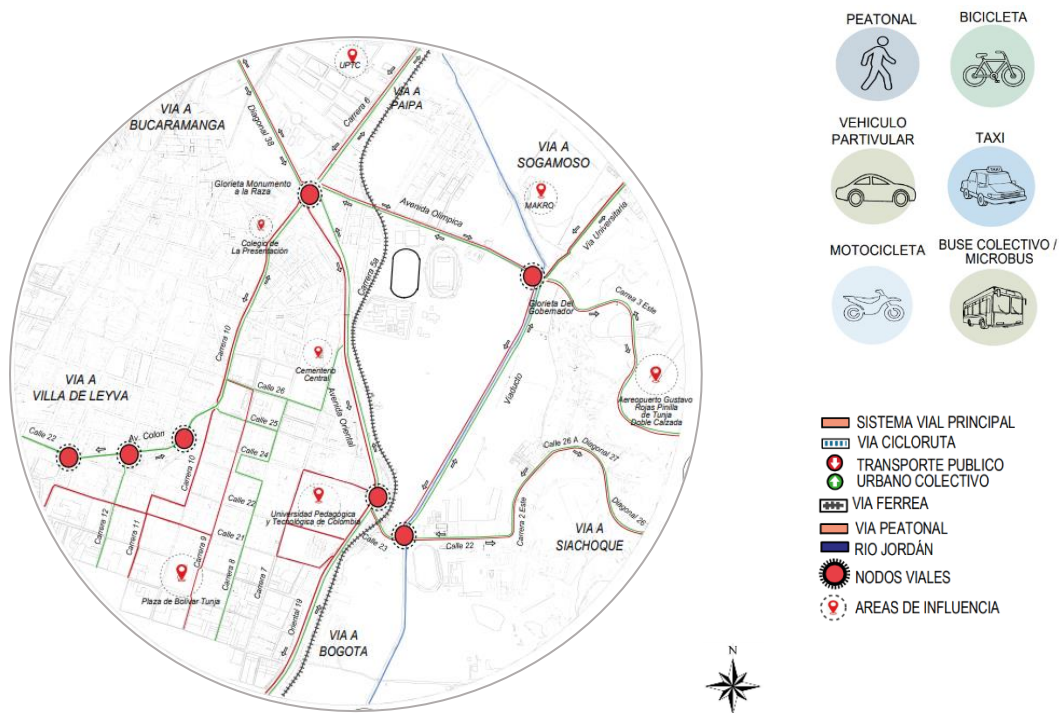 UPTC
VIA A
PAIPA
VIA A
BUCARAMANGA
Diagonal 38
Carrera 6
VIA A
SOGAMOSO
Glorieta Monumento
a la Raza
MAKRO
Avenida Olimpica
Via Universitaria
Colegio de
La Presentación
Carrera 5a
Glorieta Del
Gobernador
Carrea 3 Este
Carrera 10
Cementerio
Central
VIA A
VILLA DE LEYVA
Calle 26
Avenida Oriental
Viaducto
Aereopuerto Gustavo
Rojas Pinilla
de Tunja
Doble Calzada
Calle 25
Calle 22
Av. Colon
Calle 24
Calle 26 A
Diagonal 27
Carrera 10
Calle 22
Universidad Pedagógica
y Tecnológica de Colombia
Carrera 2 Este
Diagonal 26
Carrera 12
Carrera 11
Carrera 9
Calle 21
Calle 23
Calle 22
VIA A
SIACHOQUE
Carrera 8
Carrera 7
Plaza de Bolívar Tunja
Oriental 19
VIA A
BOGOTA
PEATONAL
BICICLETA
VEHICULO
PARTIVULAR
TAXI
TAXI
MOTOCICLETA
BUSE COLECTIVO /
MICROBUS
SISTEMA VIAL PRINCIPAL
VIA CICLORUTA
TRANSPORTE PUBLICO
URBANO COLECTIVO
VIA FERREA
VIA PEATONAL
RIO JORDÁN
NODOS VIALES
AREAS DE INFLUENCIA
N